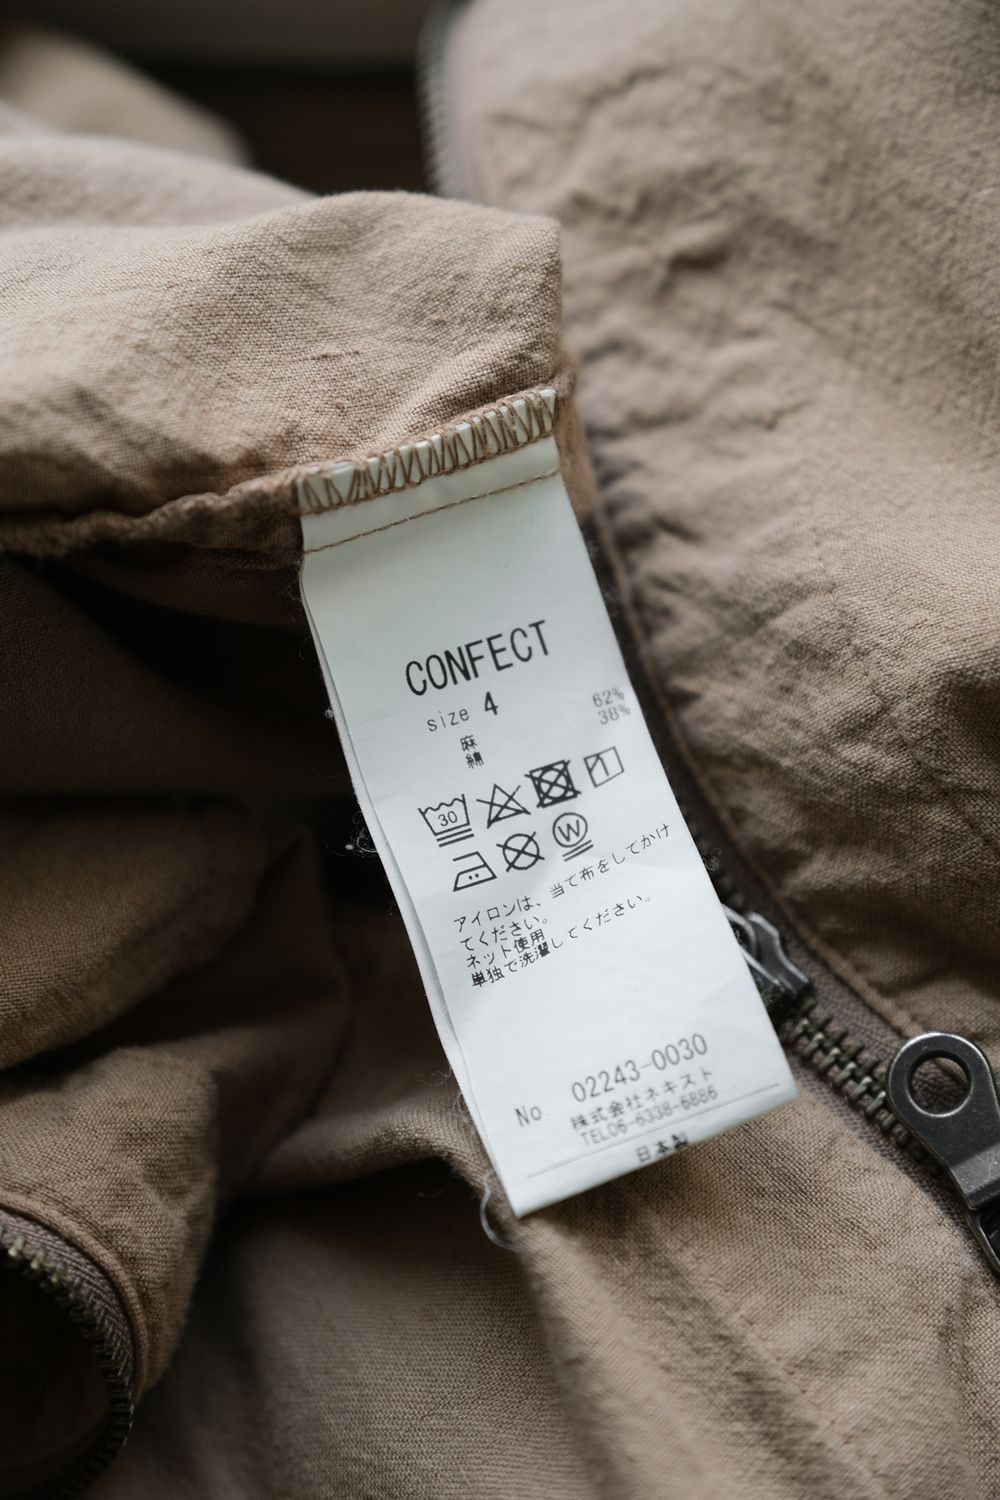 CONFECT
size 4
麻 62%
綿 38%
30
W
アイロンは、当て布をしてかけ
てください。
ネット使用
単独で洗濯してください。
No. 02243-0030
株式会社ネキスト
TEL06-6338-6886
日本製